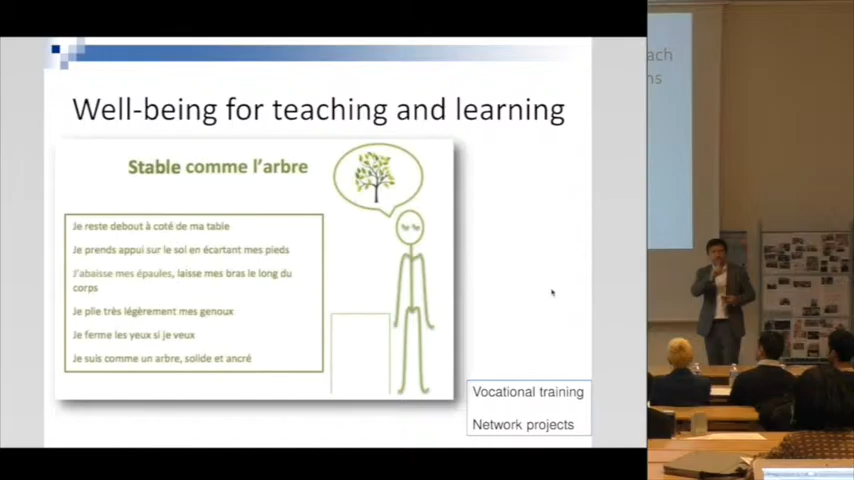 Well-being for teaching and learning
Stable comme l'arbre
Je reste debout à coté de ma table
Je prends appui sur le sol en écartant mes pieds
J'abaisse mes épaules, laisse mes bras le long du
corps
Je plie très légèrement mes genoux
Je ferme les yeux si je veux
Je suis comme un arbre, solide et ancré
Vocational training
Network projects
ach
ns